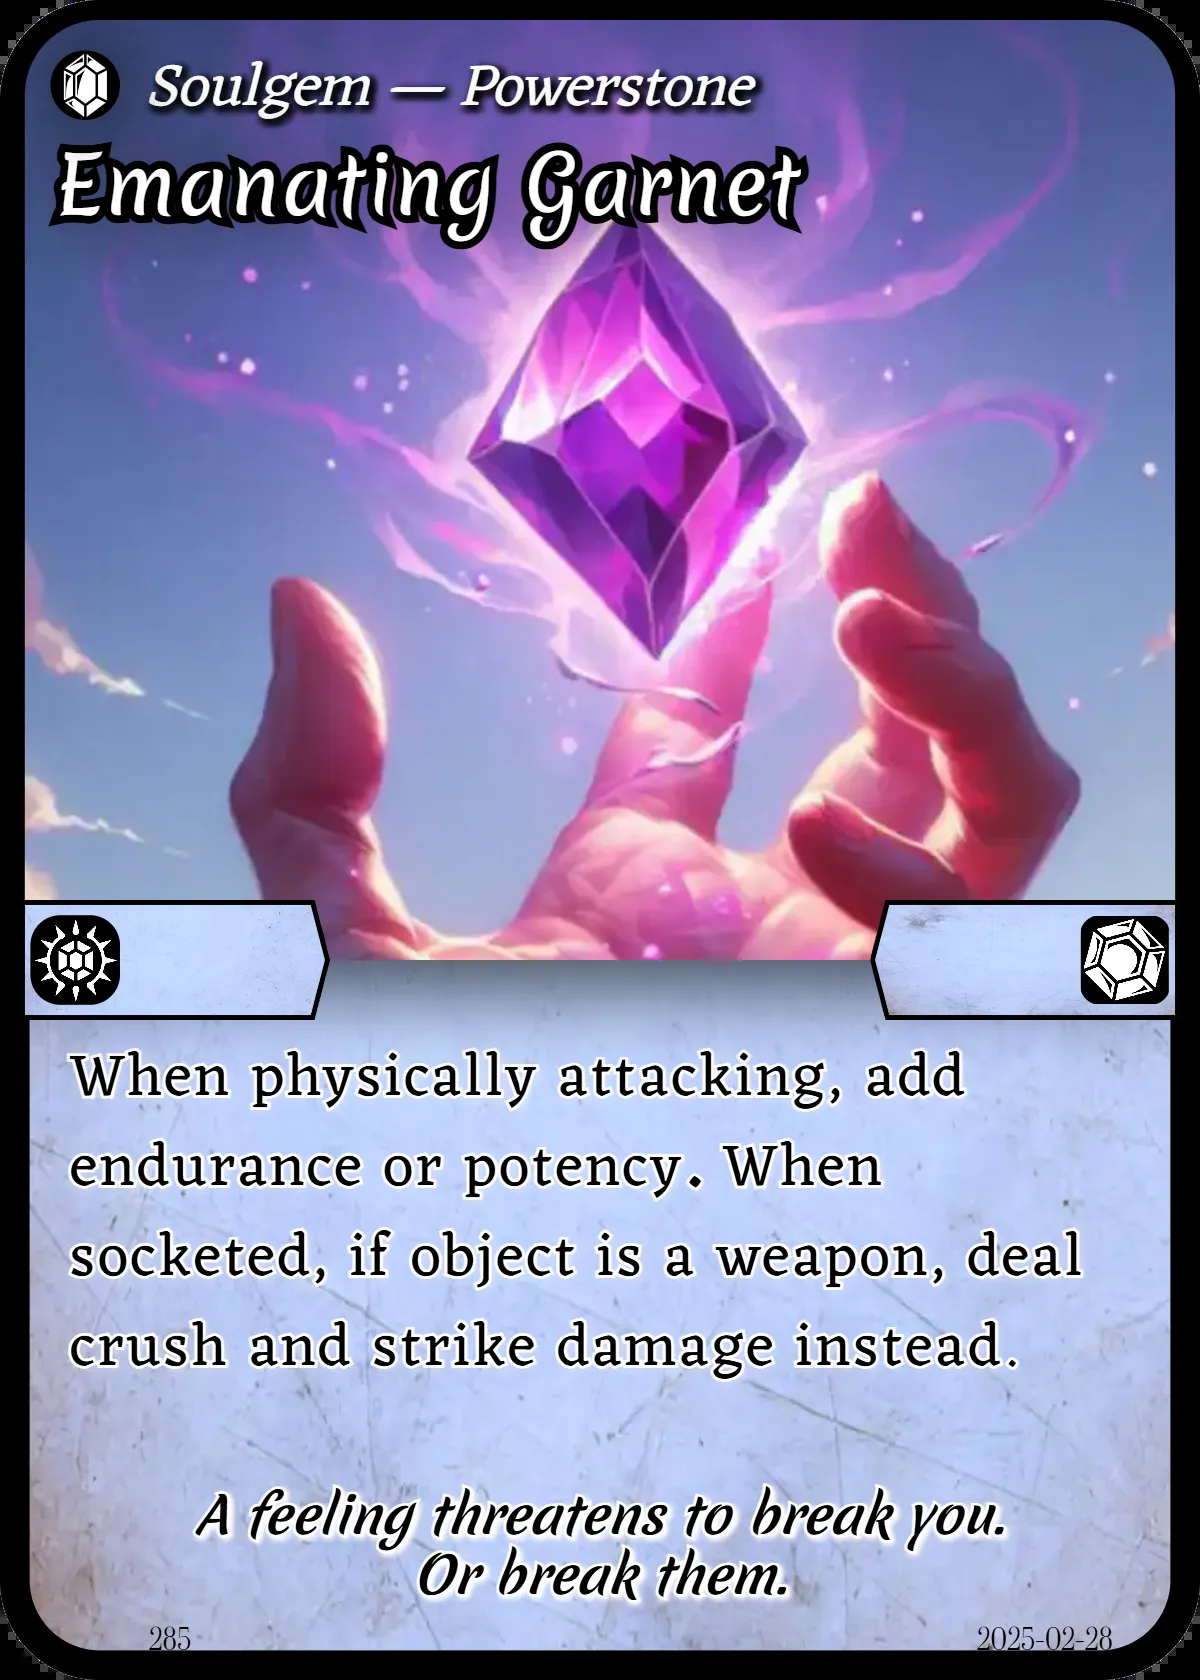 Soulgem — Powerstone
Emanating Garnet
When physically attacking, add
endurance or potency. When
socketed, if object is a weapon, deal
crush and strike damage instead.
A feeling threatens to break you.
Or break them.
285
2025-02-28